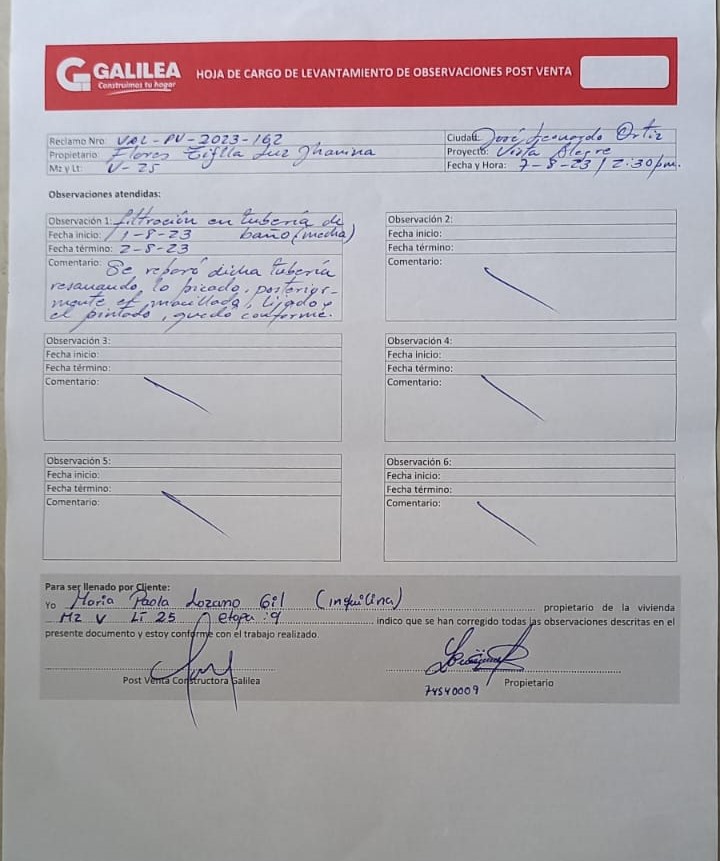 GALILEA
Construimos tu hogar
HOJA DE CARGO DE LEVANTAMIENTO DE OBSERVACIONES POST VENTA
Reclamo Nro: VAL-PV-2023-162
Ciudad: José Leonardo Ortiz
Propietario: Flores Luz Jhanina
Proyecto: Vista Alegre
Mz y Lt: V-25
Fecha y Hora: 7-8-23 / 2:30 pm.
Observaciones atendidas:
Observación 1: filtración en tubería de
Fecha inicio: 1-8-23 baño (media)
Fecha término: 2-8-23
Comentario: Se reparó dicha tubería
resanando, lo picado, posterior-
mente el macillado, lijado y
el pintado, quedó conforme.
Observación 2:
Fecha inicio:
Fecha término:
Comentario:
Observación 3:
Fecha inicio:
Fecha término:
Comentario:
Observación 4:
Fecha inicio:
Fecha término:
Comentario:
Observación 5:
Fecha inicio:
Fecha término:
Comentario:
Observación 6:
Fecha inicio:
Fecha término:
Comentario:
Para ser llenado por Cliente:
Yo Maria Paola Lozano Gil (inquilina) propietario de la vivienda
Mz V Lt 25 etapa: 9 indico que se han corregido todas las observaciones descritas en el
presente documento y estoy conforme con el trabajo realizado.
Post Venta Constructora Galilea
Propietario
74540009